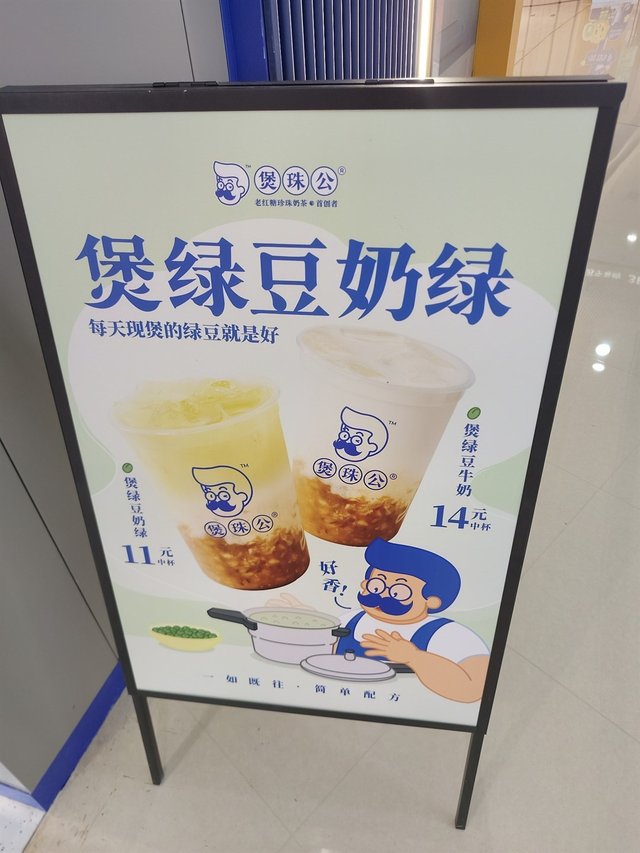 煲珠公®
老红糖珍珠奶茶●首创者
煲绿豆奶绿
每天现煲的绿豆就是好
TM
煲珠公®
TM
煲珠公®
煲绿豆奶绿
11元中杯
煲绿豆牛奶
14元中杯
好香!
一如既往·简单配方